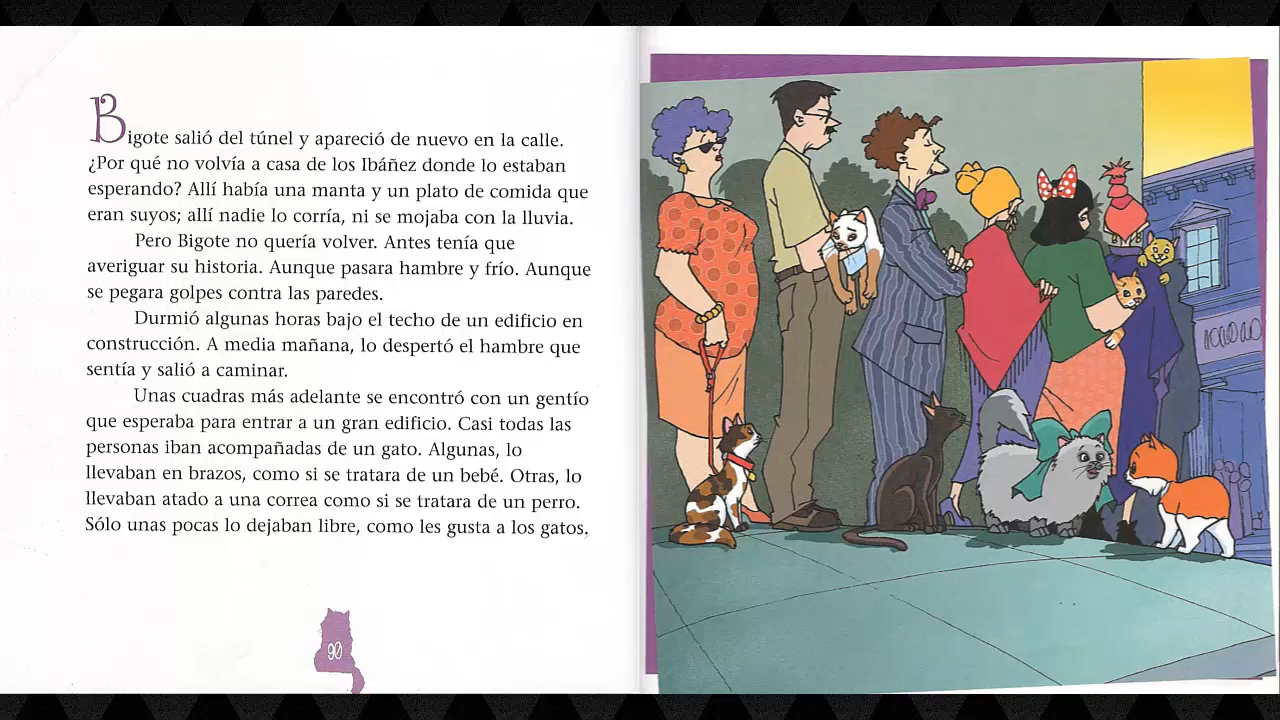 Bigote salió del túnel y apareció de nuevo en la calle.
¿Por qué no volvía a casa de los Ibáñez donde lo estaban
esperando? Allí había una manta y un plato de comida que
eran suyos; allí nadie lo corría, ni se mojaba con la lluvia.
Pero Bigote no quería volver. Antes tenía que
averiguar su historia. Aunque pasara hambre y frío. Aunque
se pegara golpes contra las paredes.
Durmió algunas horas bajo el techo de un edificio en
construcción. A media mañana, lo despertó el hambre que
sentía y salió a caminar.
Unas cuadras más adelante se encontró con un gentío
que esperaba para entrar a un gran edificio. Casi todas las
personas iban acompañadas de un gato. Algunas, lo
llevaban en brazos, como si se tratara de un bebé. Otras, lo
llevaban atado a una correa como si se tratara de un perro.
Sólo unas pocas lo dejaban libre, como les gusta a los gatos.
90